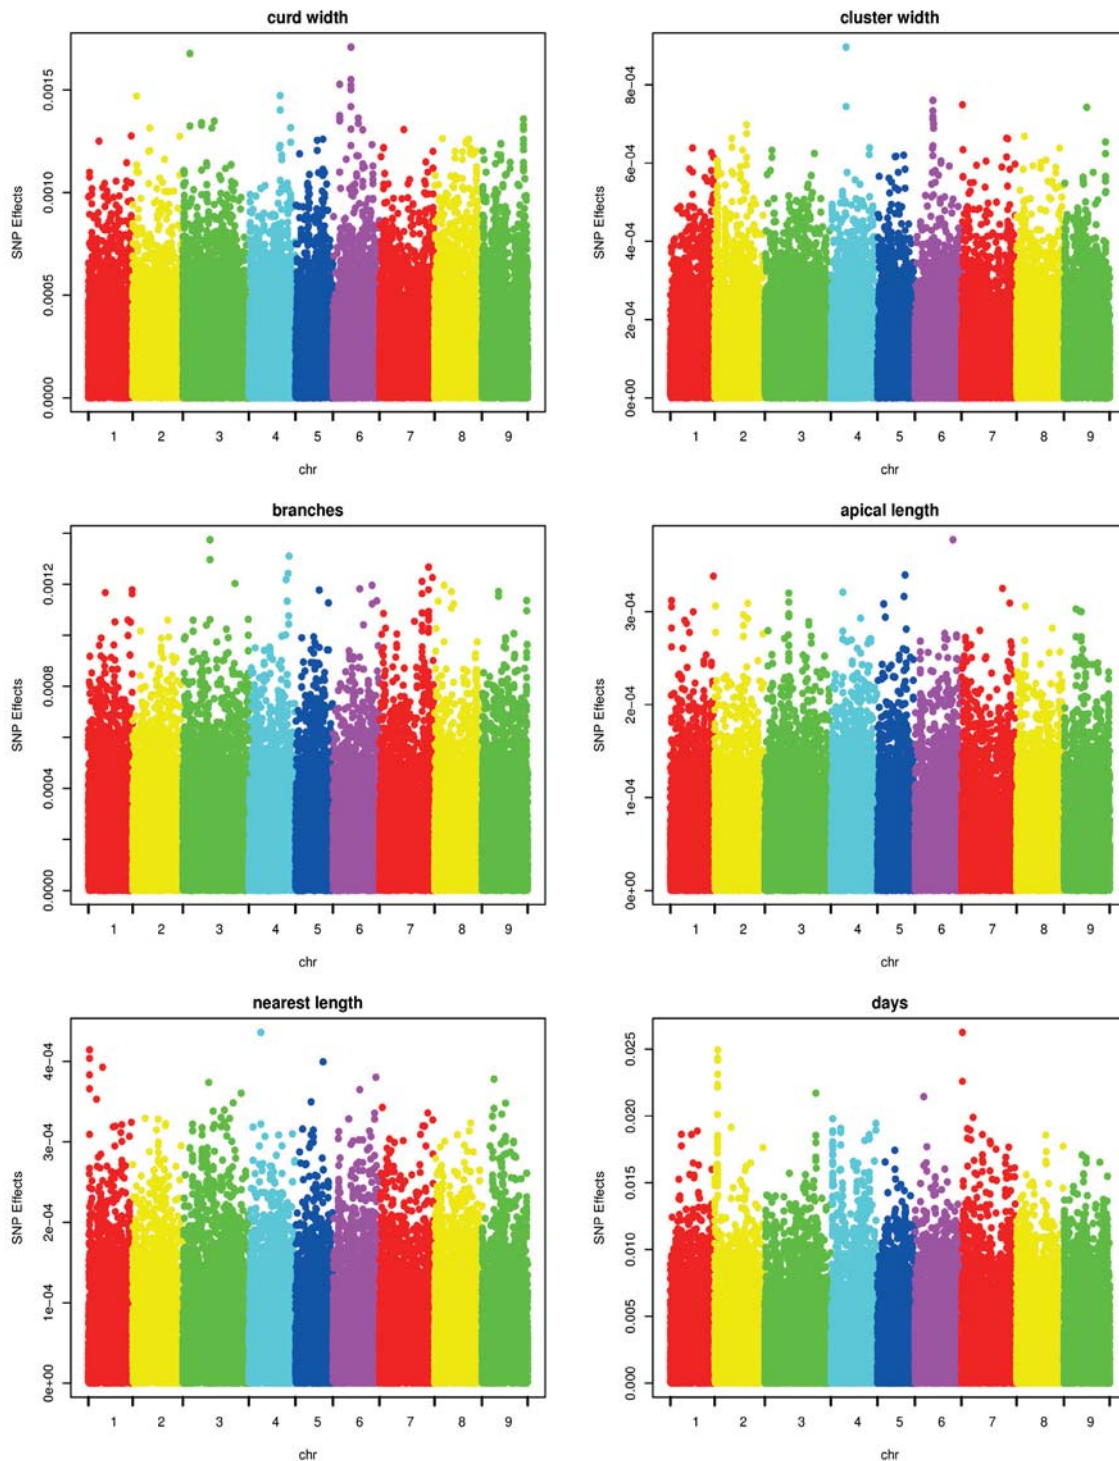 curd width
SNP Effects
0.0015
0.0010
0.0005
0.0000
1 2 3 4 5 6 7 8 9
chr
cluster width
SNP Effects
8e−04
6e−04
4e−04
2e−04
0e+00
1 2 3 4 5 6 7 8 9
chr
branches
SNP Effects
0.0012
0.0008
0.0004
0.0000
1 2 3 4 5 6 7 8 9
chr
apical length
SNP Effects
3e−04
2e−04
1e−04
0e+00
1 2 3 4 5 6 7 8 9
chr
nearest length
SNP Effects
4e−04
3e−04
2e−04
1e−04
0e+00
1 2 3 4 5 6 7 8 9
chr
days
SNP Effects
0.025
0.020
0.015
0.010
0.005
0.000
1 2 3 4 5 6 7 8 9
chr